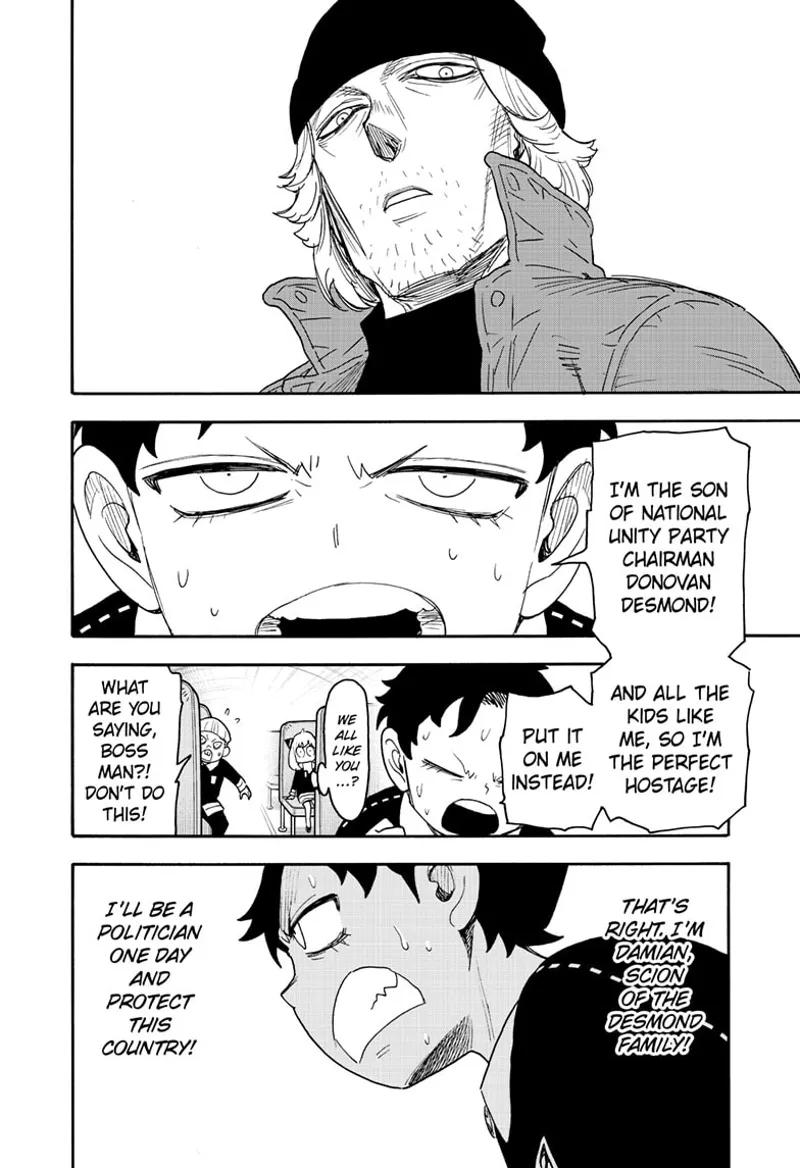 I'M THE SON
OF NATIONAL
UNITY PARTY
CHAIRMAN
DONOVAN
DESMOND!
AND ALL THE
KIDS LIKE
ME, SO I'M
THE PERFECT
HOSTAGE!
PUT IT
ON ME
INSTEAD!
WE
ALL
LIKE
YOU
...?
WHAT
ARE YOU
SAYING,
BOSS
MAN?!
DON'T DO
THIS!
THAT'S
RIGHT. I'M
DAMIAN,
SCION
OF THE
DESMOND
FAMILY!
I'LL BE A
POLITICIAN
ONE DAY
AND
PROTECT
THIS
COUNTRY!